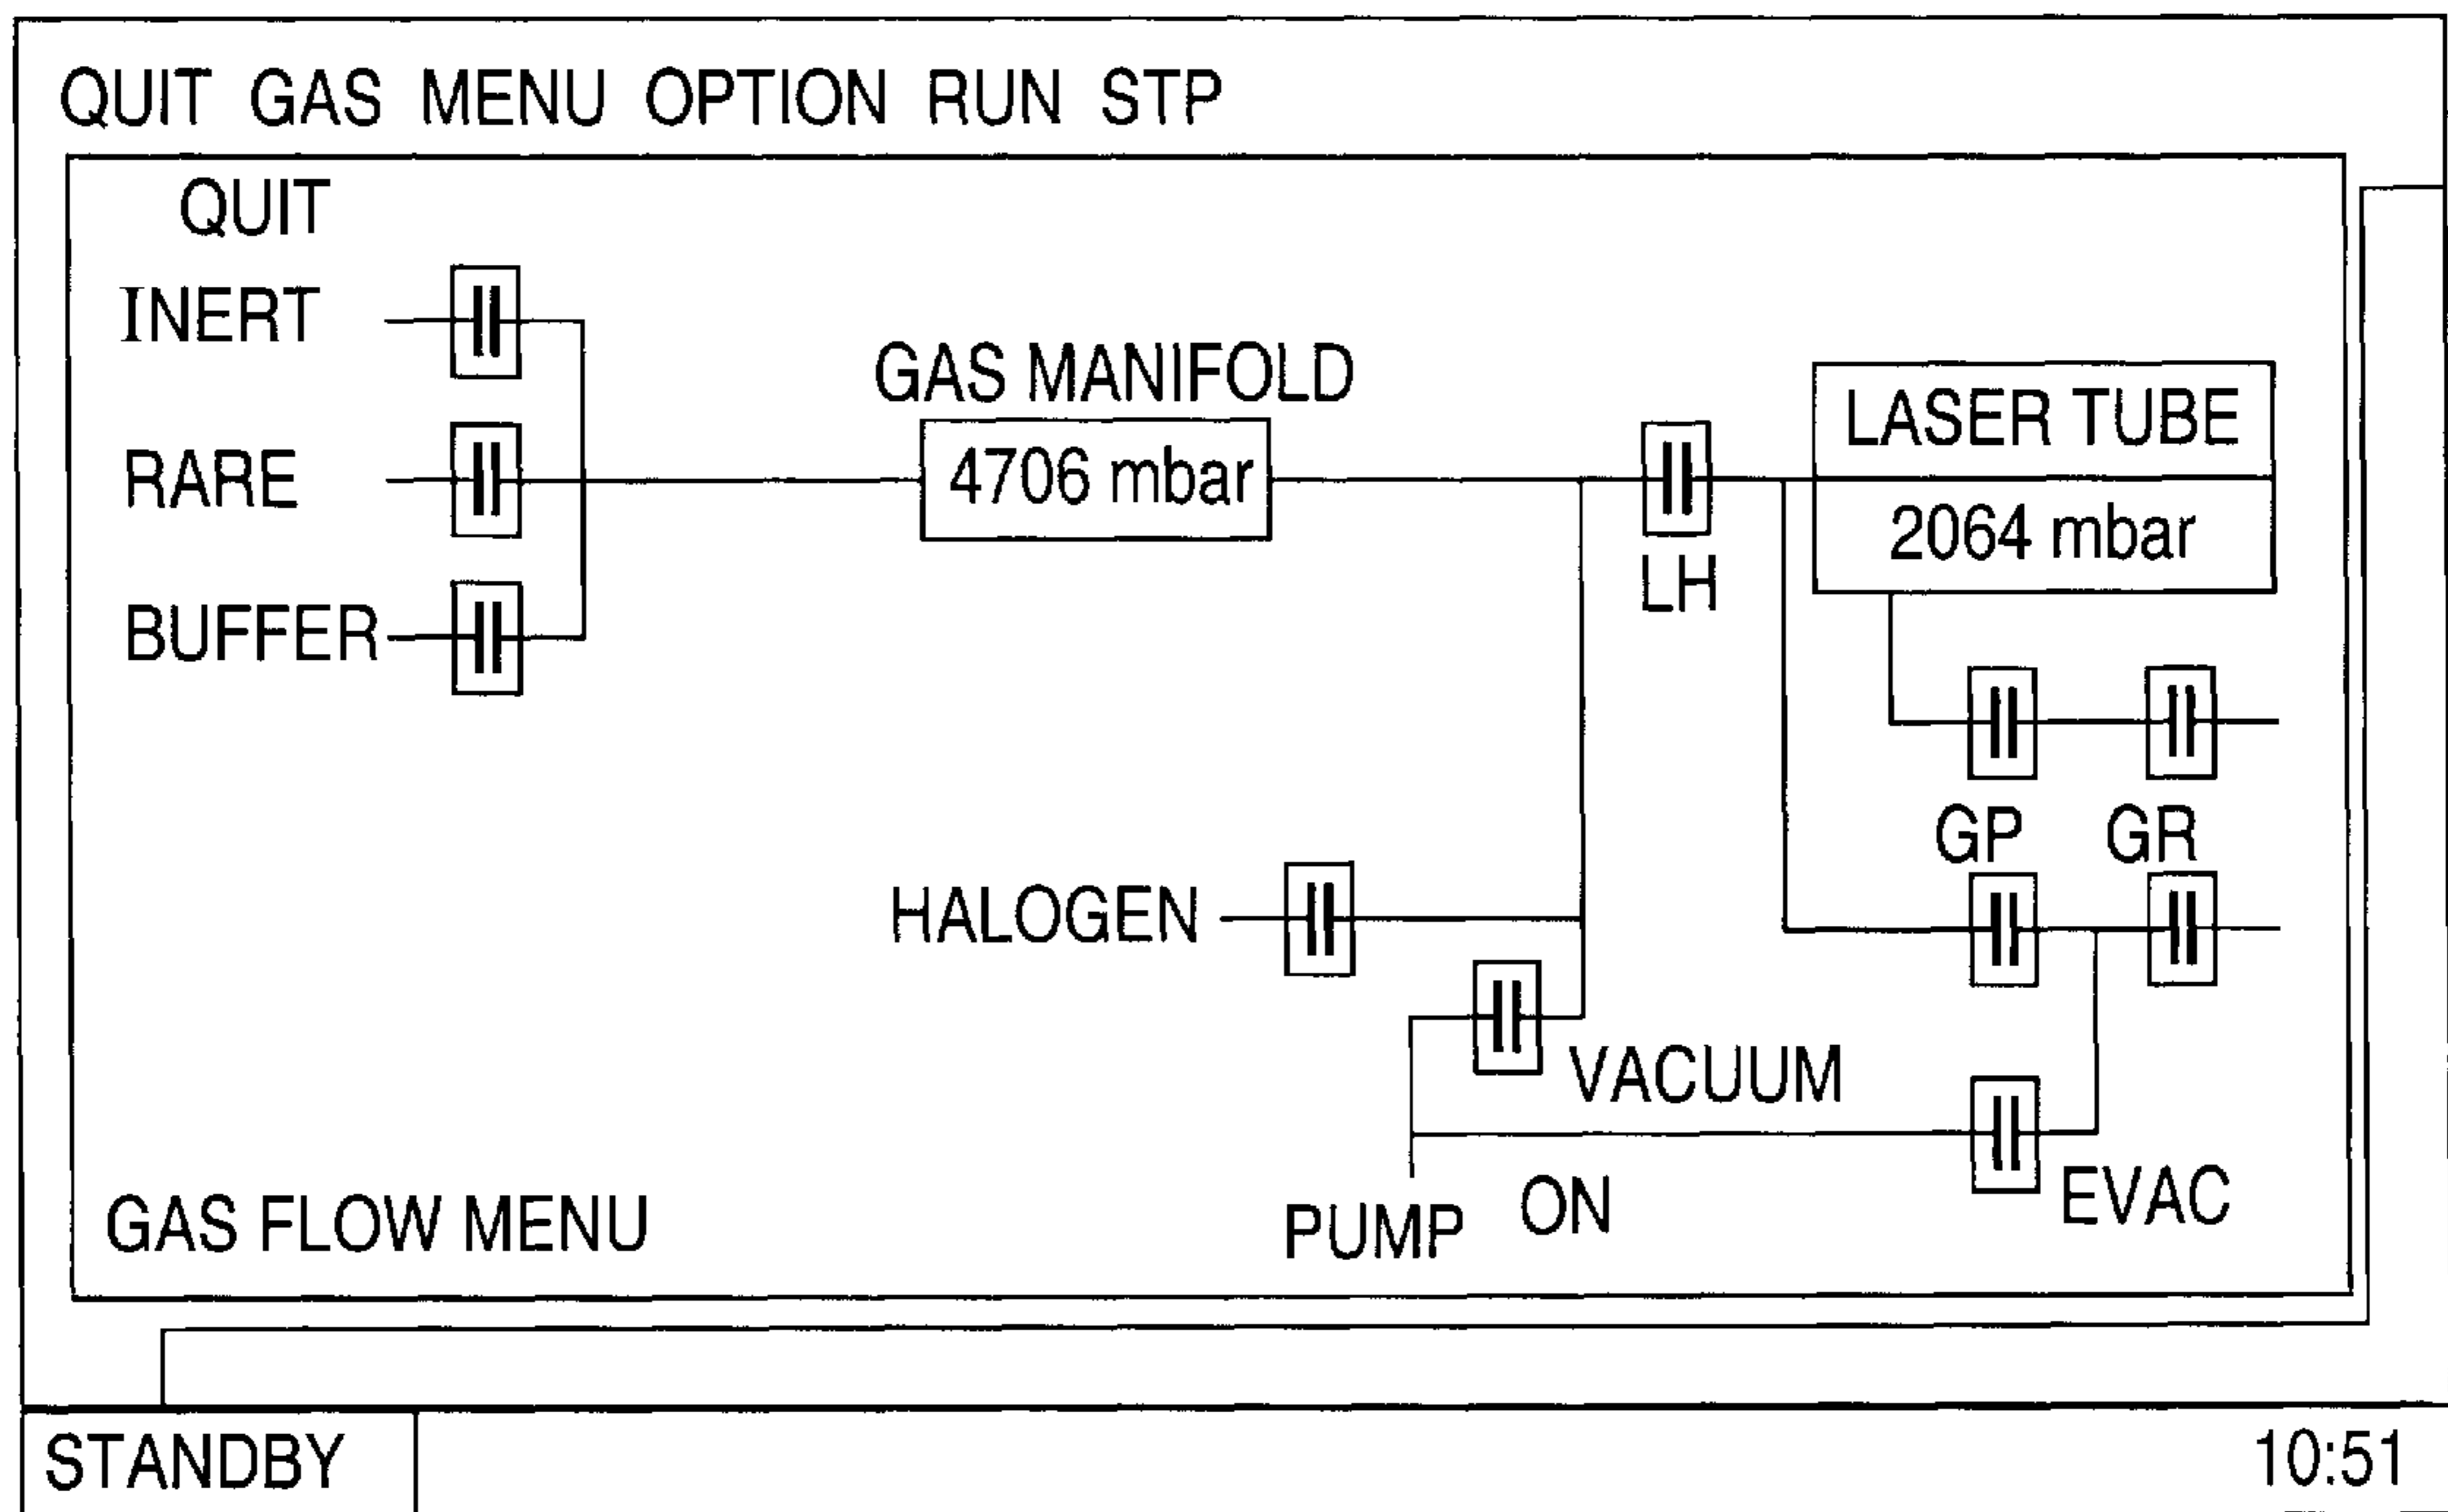 QUIT GAS MENU OPTION RUN STP
QUIT
INERT
GAS MANIFOLD
LASER TUBE
RARE
4706 mbar
2064 mbar
LH
BUFFER
GP GR
HALOGEN
VACUUM
EVAC
PUMP ON
GAS FLOW MENU
STANDBY
10:51